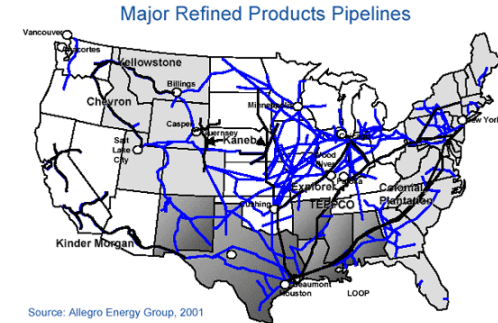 Major Refined Products Pipelines
Vancouver
Anacortes
Yellowstone
Billings
Minneapolis
Chevron
Casper
Guernsey
Kaneb
New York
Salt
Lake
City
Wood
River
Explorer
TEPPCO
Colonial
Plantation
Cushing
Kinder Morgan
Beaumont
Houston
LOOP
Source: Allegro Energy Group, 2001